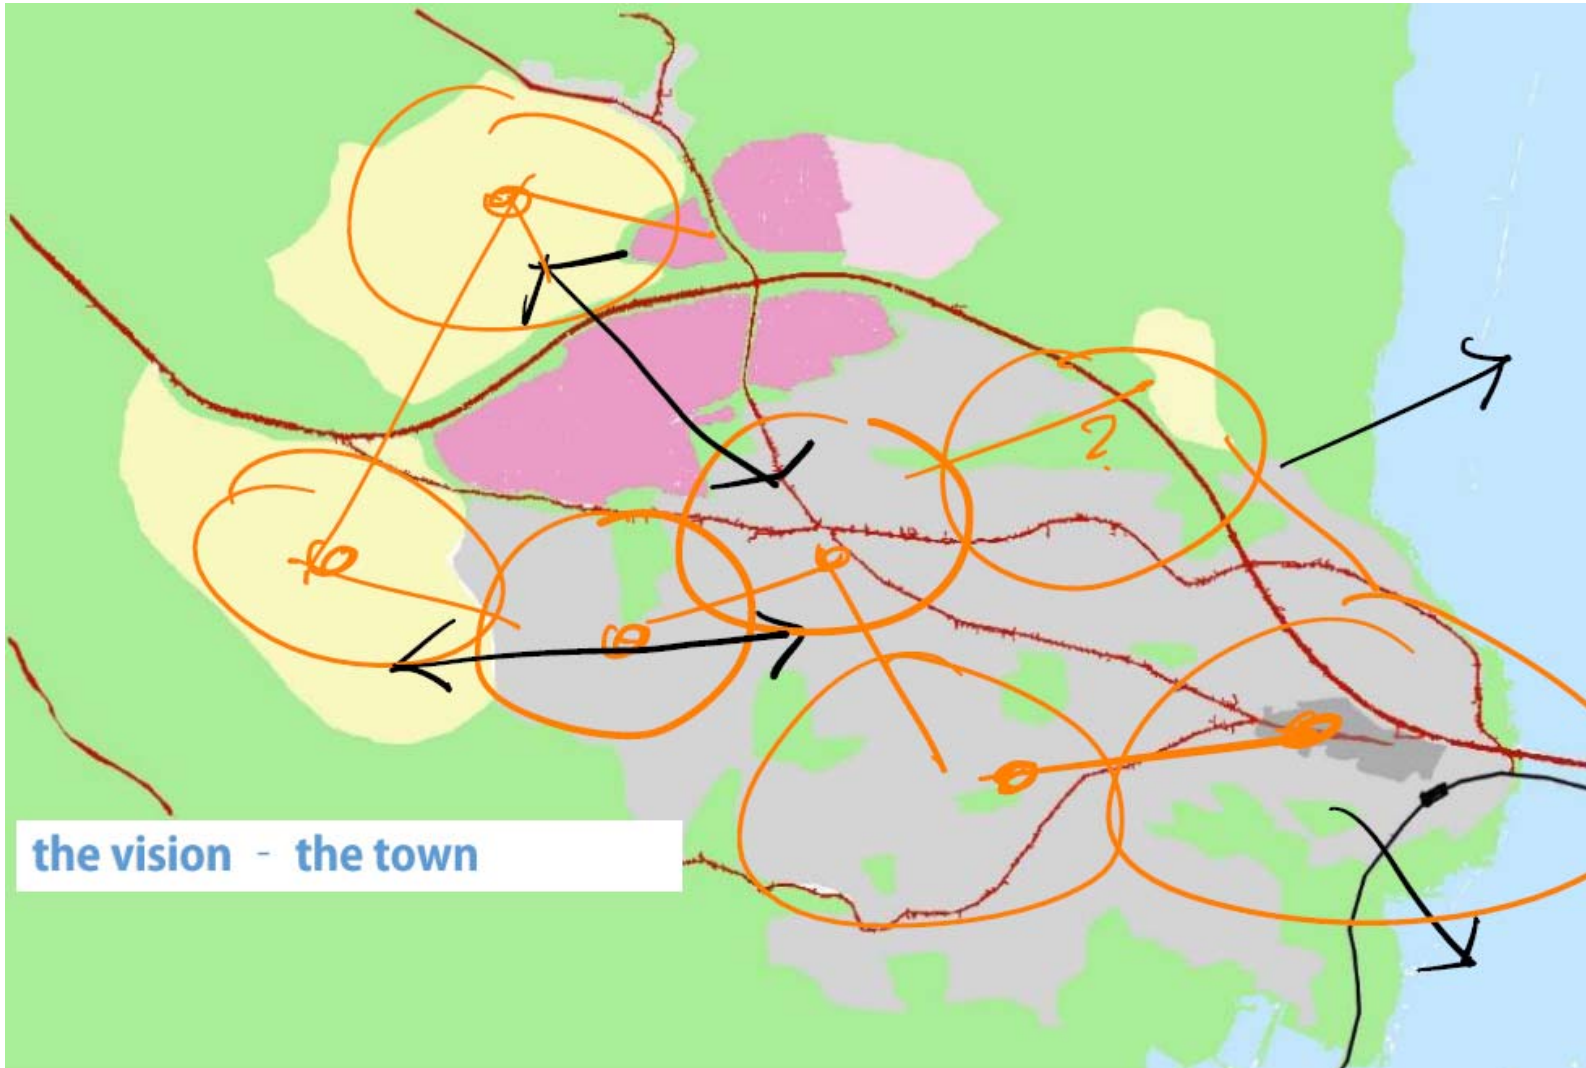 ?
the vision - the town